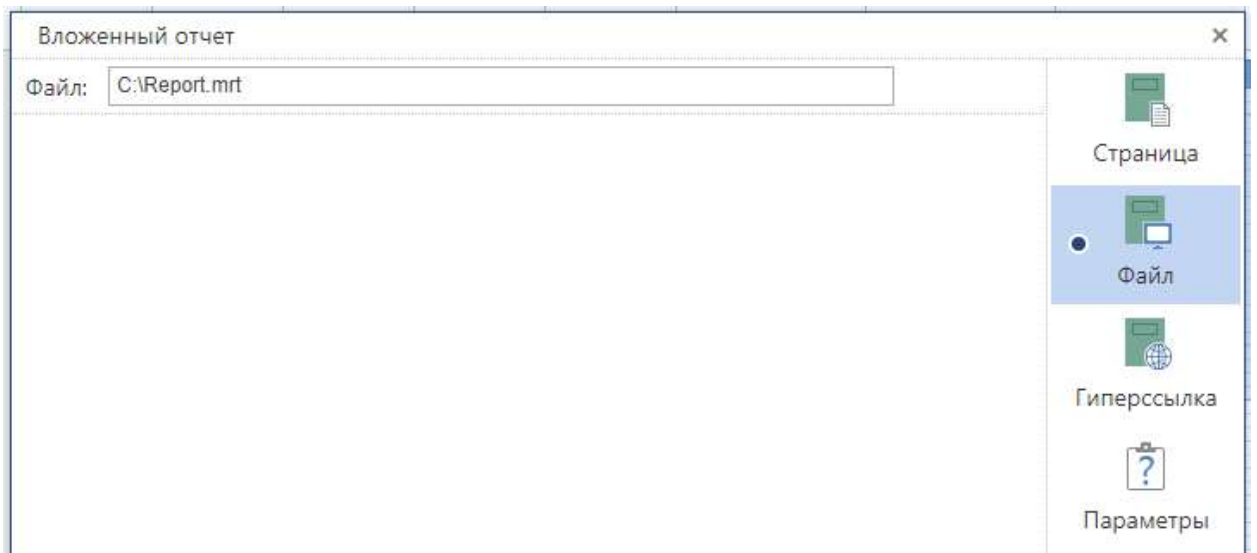 Вложенный отчет
Файл: C:\Report.mrt
Страница
Файл
Гиперссылка
Параметры